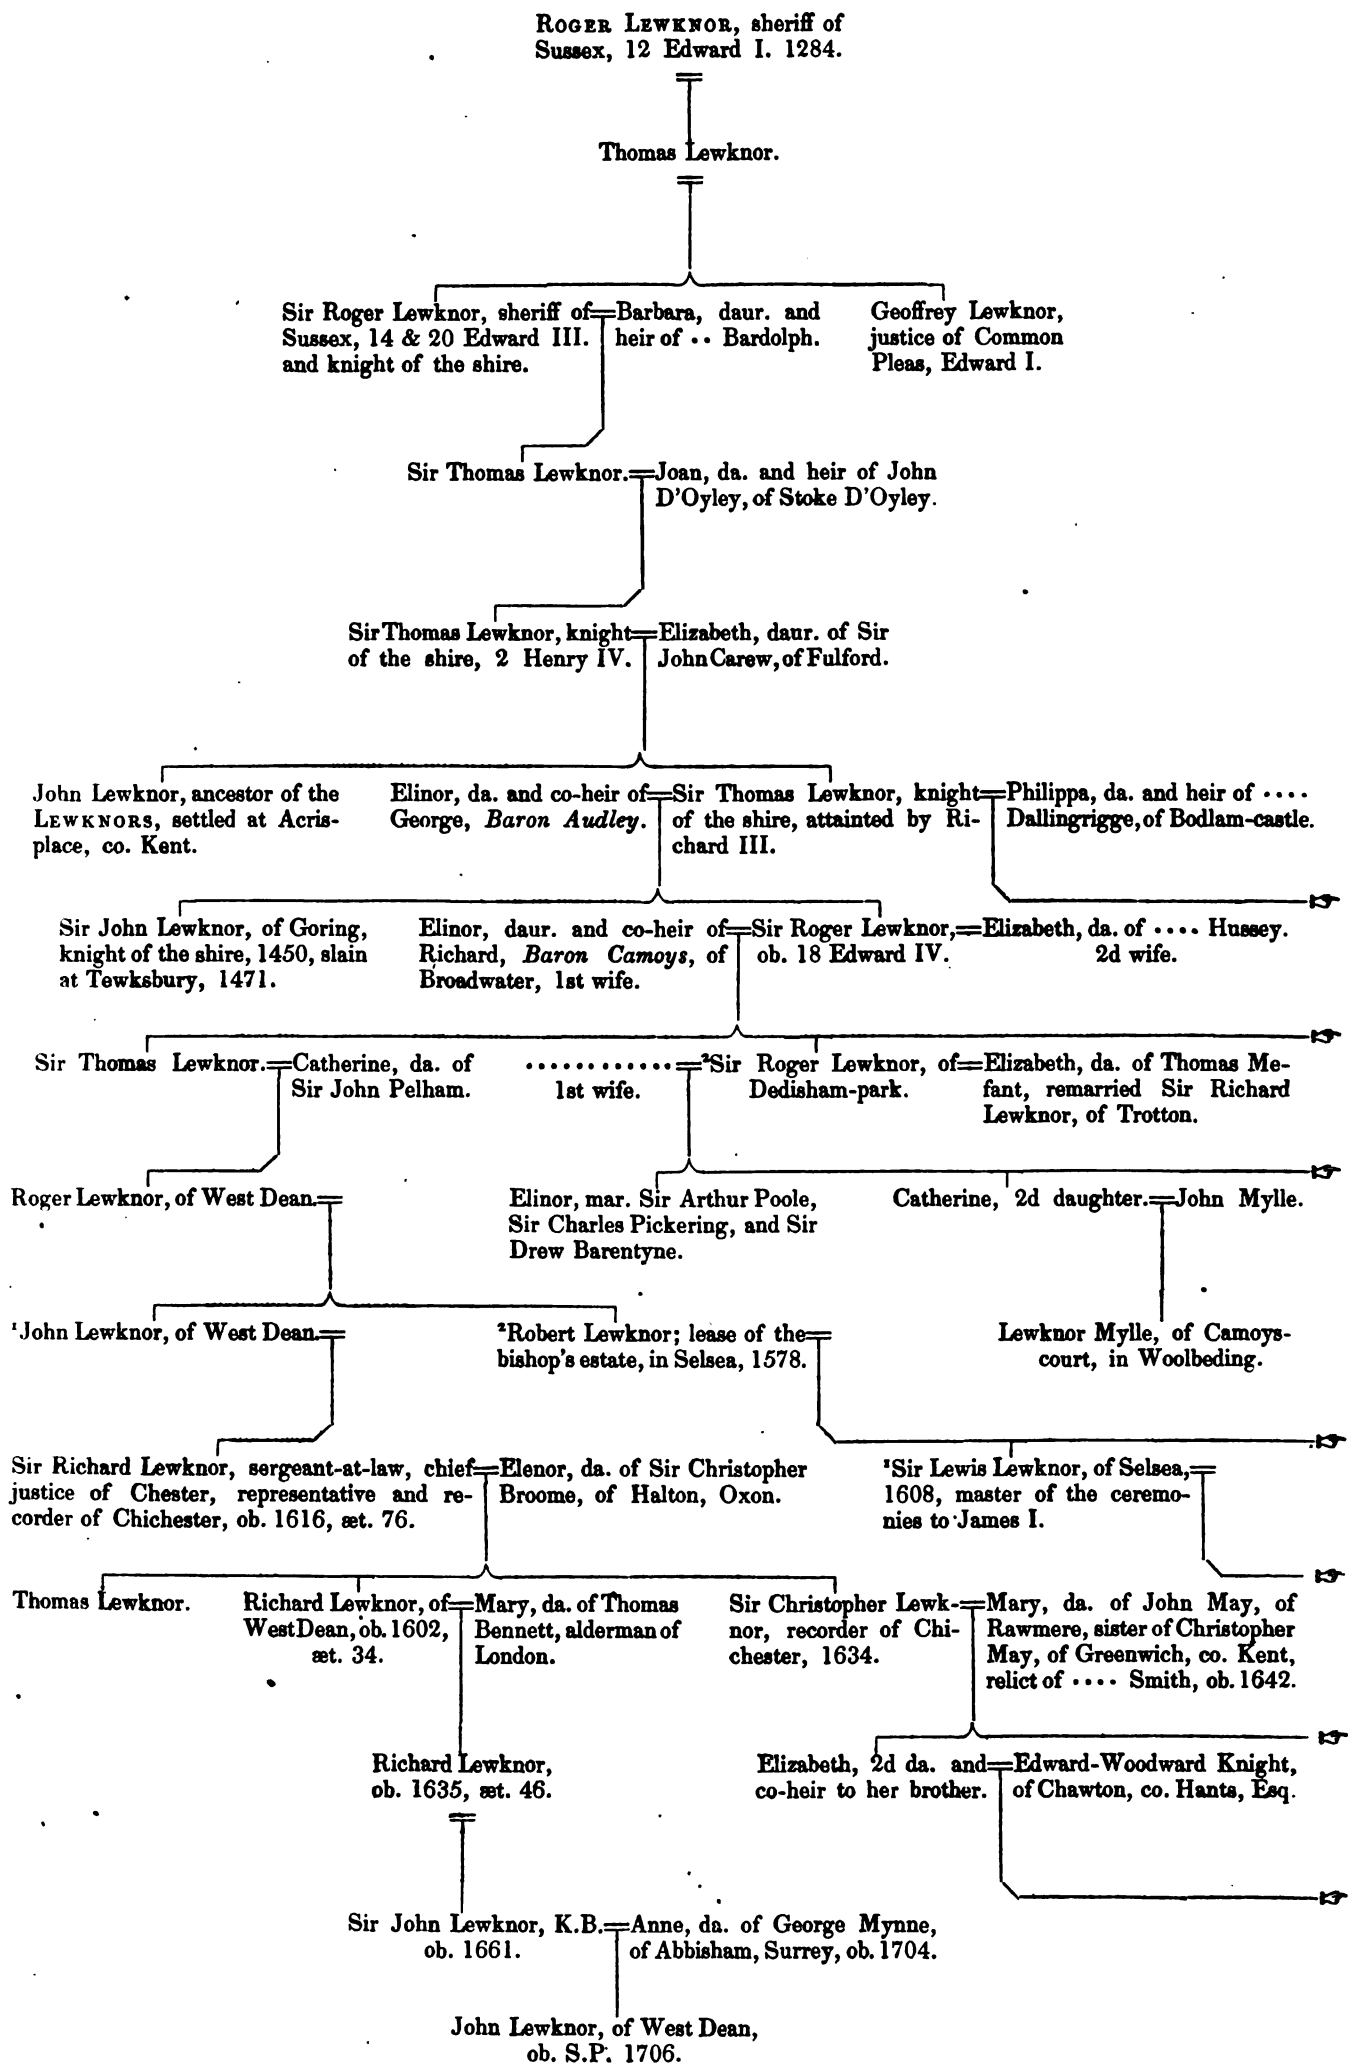 ROGER LEWKNOR, sheriff of
Sussex, 12 Edward I. 1284.
Thomas Lewknor.
Sir Roger Lewknor, sheriff of
Sussex, 14 & 20 Edward III.
and knight of the shire.
Barbara, daur. and
heir of .. Bardolph.
Geoffrey Lewknor,
justice of Common
Pleas, Edward I.
Sir Thomas Lewknor.
Joan, da. and heir of John
D'Oyley, of Stoke D'Oyley.
Sir Thomas Lewknor, knight
of the shire, 2 Henry IV.
Elizabeth, daur. of Sir
John Carew, of Fulford.
John Lewknor, ancestor of the
LEWKNORS, settled at Acris-
place, co. Kent.
Elinor, da. and co-heir of
George, Baron Audley.
Sir Thomas Lewknor, knight
of the shire, attainted by Ri-
chard III.
Philippa, da. and heir of ....
Dallingrigge, of Bodlam-castle.
Sir John Lewknor, of Goring,
knight of the shire, 1450, slain
at Tewksbury, 1471.
Elinor, daur. and co-heir of
Richard, Baron Camoys, of
Broadwater, 1st wife.
Sir Roger Lewknor,
ob. 18 Edward IV.
Elizabeth, da. of .... Hussey.
2d wife.
Sir Thomas Lewknor.
Catherine, da. of
Sir John Pelham.
.............
1st wife.
²Sir Roger Lewknor, of
Dedisham-park.
Elizabeth, da. of Thomas Me-
fant, remarried Sir Richard
Lewknor, of Trotton.
Roger Lewknor, of West Dean.
Elinor, mar. Sir Arthur Poole,
Sir Charles Pickering, and Sir
Drew Barentyne.
Catherine, 2d daughter.
John Mylle.
¹John Lewknor, of West Dean.
²Robert Lewknor; lease of the
bishop's estate, in Selsea, 1578.
Lewknor Mylle, of Camoys-
court, in Woolbeding.
Sir Richard Lewknor, sergeant-at-law, chief
justice of Chester, representative and re-
corder of Chichester, ob. 1616, æt. 76.
Elenor, da. of Sir Christopher
Broome, of Halton, Oxon.
¹Sir Lewis Lewknor, of Selsea,
1608, master of the ceremo-
nies to James I.
Thomas Lewknor.
Richard Lewknor, of
West Dean, ob. 1602,
æt. 34.
Mary, da. of Thomas
Bennett, alderman of
London.
Sir Christopher Lewk-
nor, recorder of Chi-
chester, 1634.
Mary, da. of John May, of
Rawmere, sister of Christopher
May, of Greenwich, co. Kent,
relict of .... Smith, ob. 1642.
Richard Lewknor,
ob. 1635, æt. 46.
Elizabeth, 2d da. and
co-heir to her brother.
Edward-Woodward Knight,
of Chawton, co. Hants, Esq.
Sir John Lewknor, K.B.
ob. 1661.
Anne, da. of George Mynne,
of Abbisham, Surrey, ob. 1704.
John Lewknor, of West Dean,
ob. S.P. 1706.